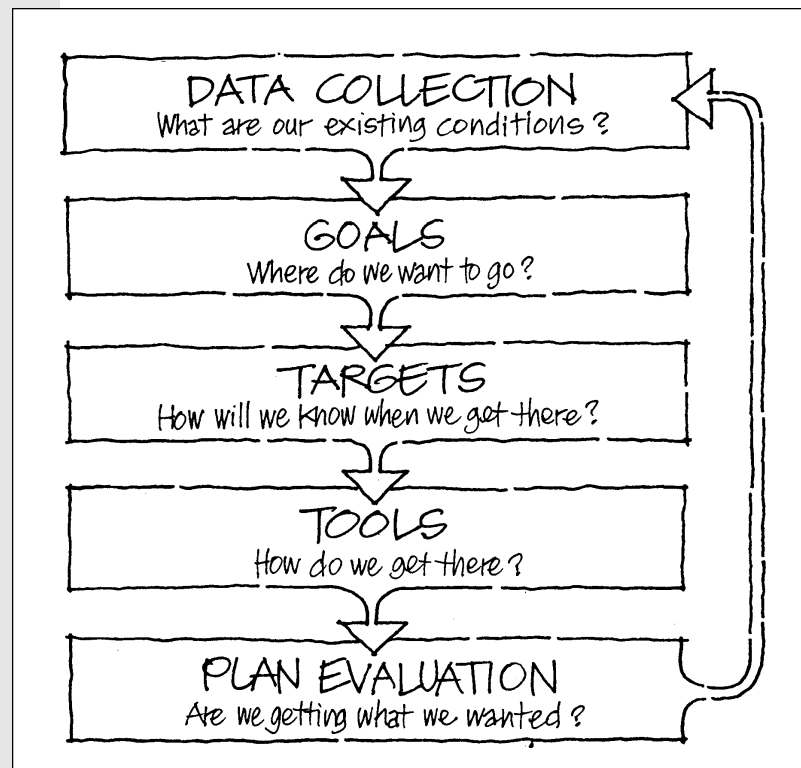 DATA COLLECTION
What are our existing conditions?
GOALS
Where do we want to go?
TARGETS
How will we know when we get there?
TOOLS
How do we get there?
PLAN EVALUATION
Are we getting what we wanted?